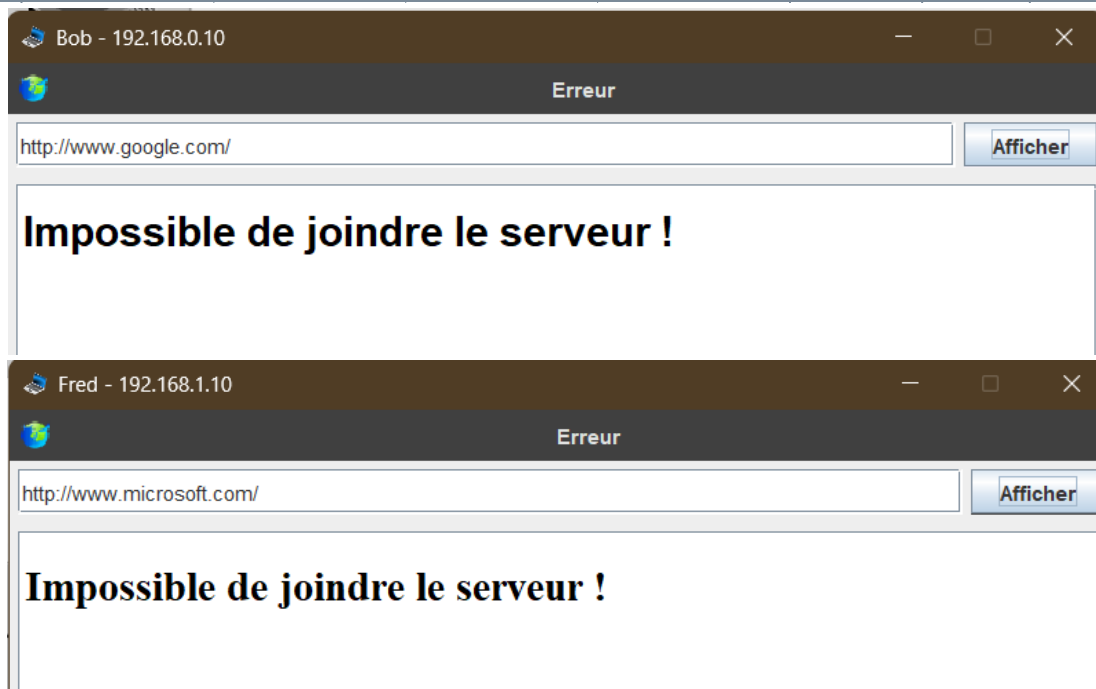 Bob - 192.168.0.10
Erreur
http://www.google.com/
Afficher
Impossible de joindre le serveur !
Fred - 192.168.1.10
Erreur
http://www.microsoft.com/
Afficher
Impossible de joindre le serveur !